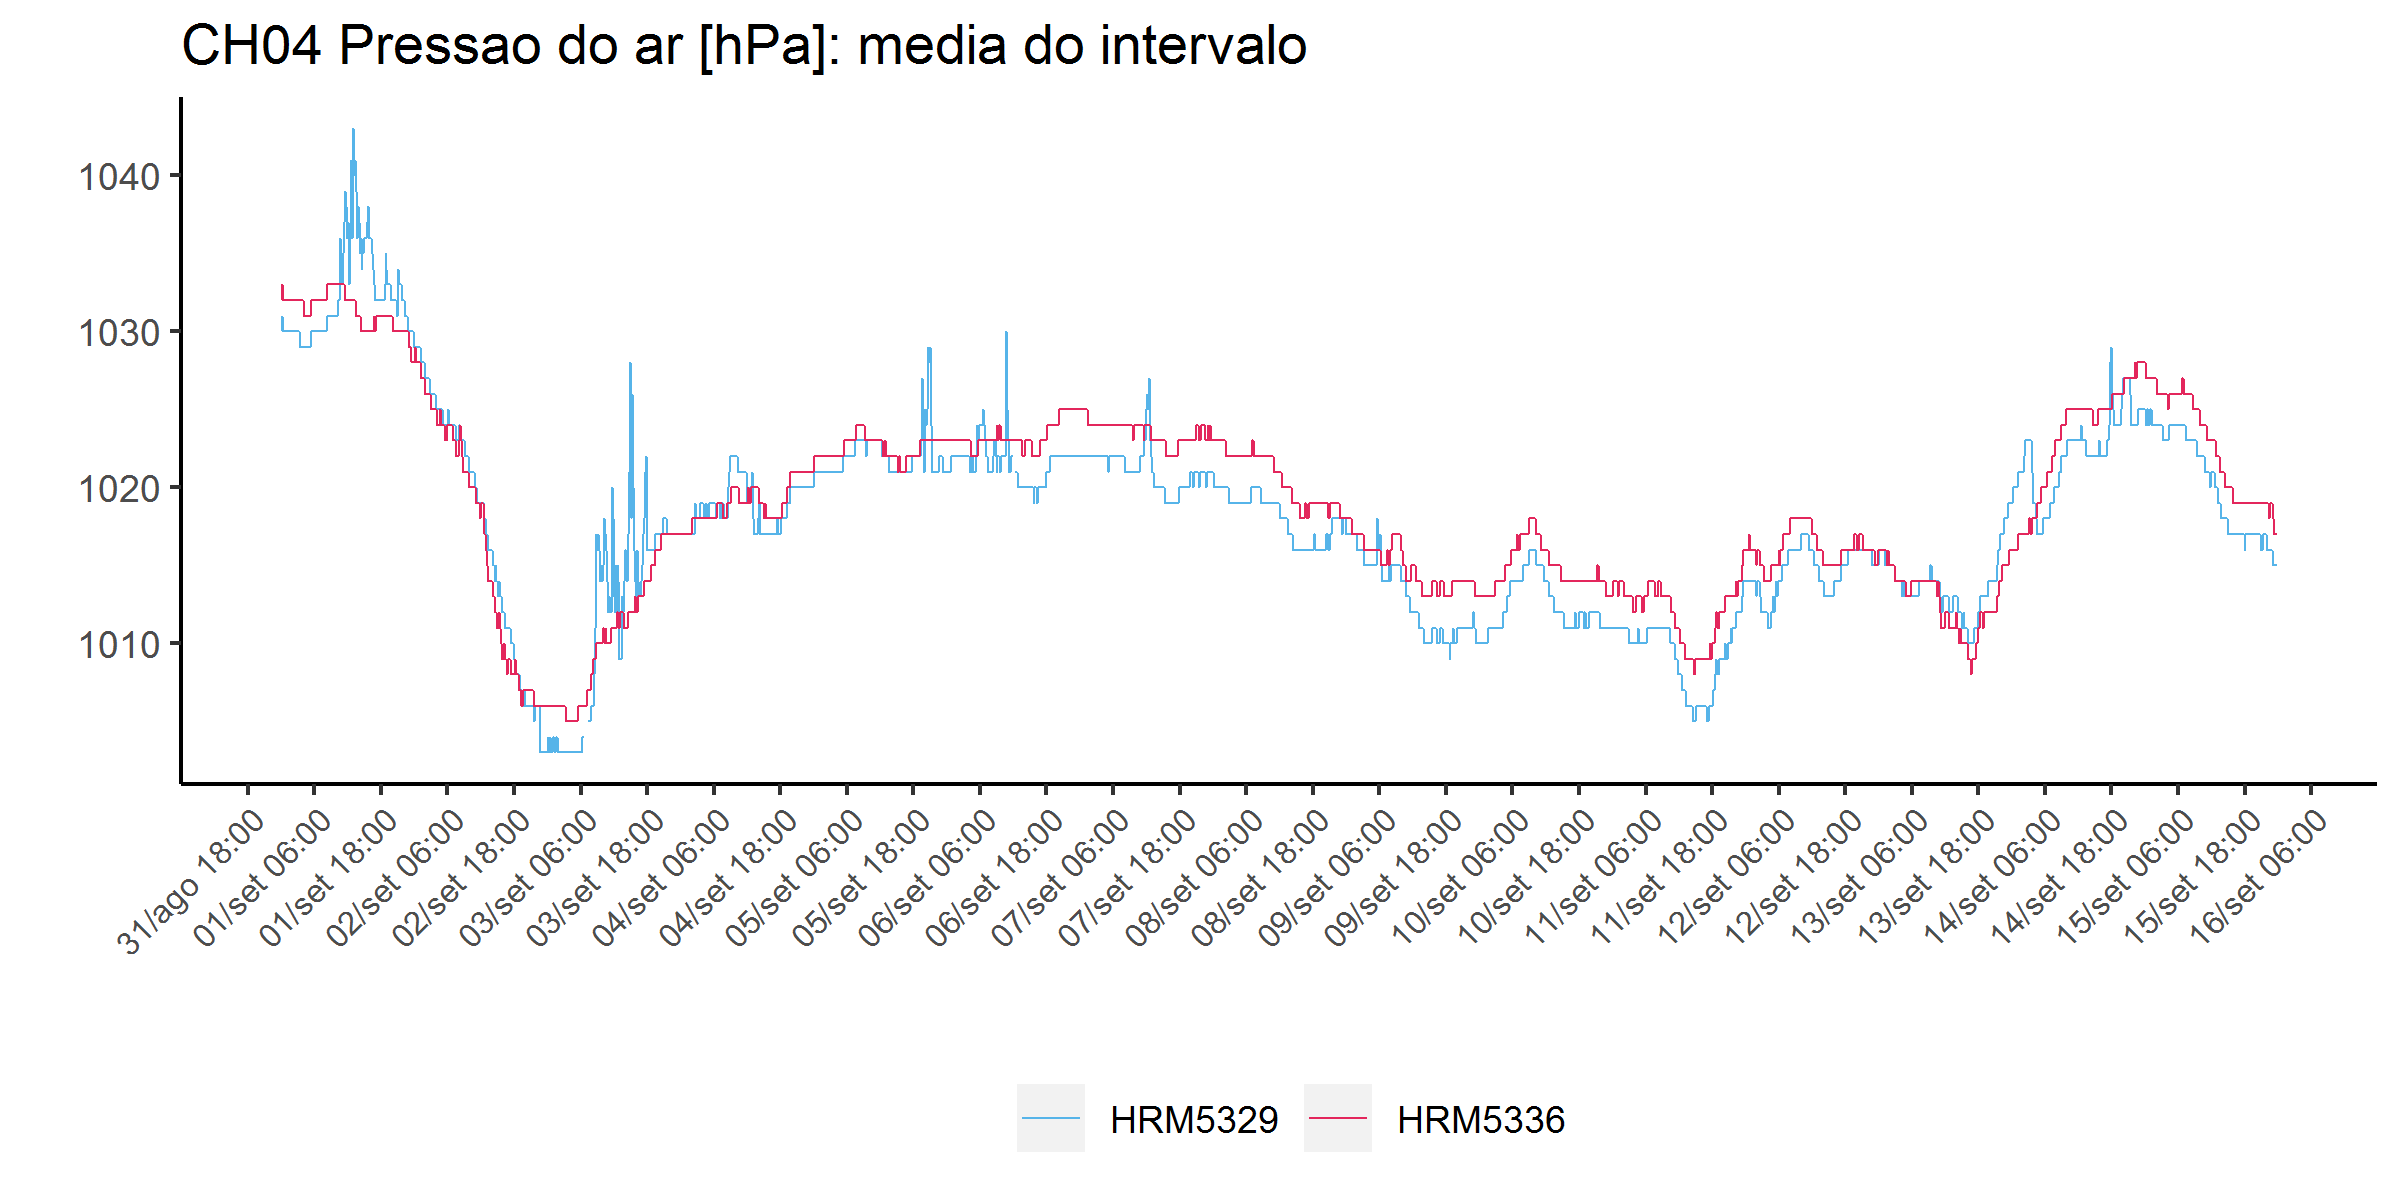 CH04 Pressao do ar [hPa]: media do intervalo
1040
1030
1020
1010
31/ago 18:00
01/set 06:00
01/set 18:00
02/set 06:00
02/set 18:00
03/set 06:00
03/set 18:00
04/set 06:00
04/set 18:00
05/set 06:00
05/set 18:00
06/set 06:00
06/set 18:00
07/set 06:00
07/set 18:00
08/set 06:00
08/set 18:00
09/set 06:00
09/set 18:00
10/set 06:00
10/set 18:00
11/set 06:00
11/set 18:00
12/set 06:00
12/set 18:00
13/set 06:00
13/set 18:00
14/set 06:00
14/set 18:00
15/set 06:00
15/set 18:00
16/set 06:00
HRM5329
HRM5336